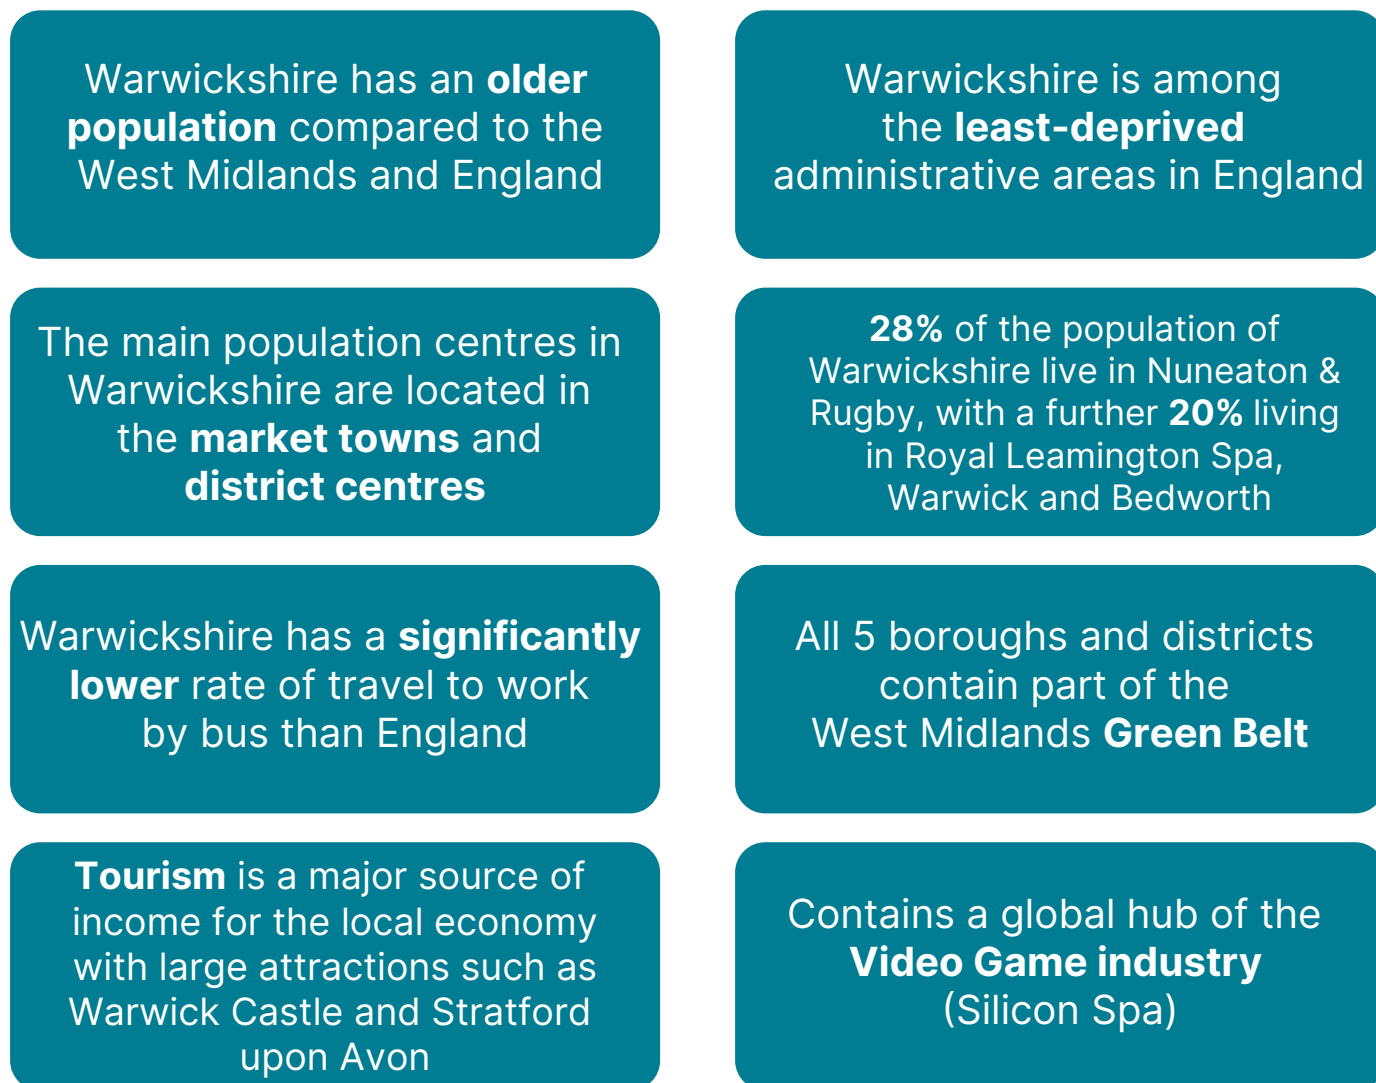 Warwickshire has an older
population compared to the
West Midlands and England
Warwickshire is among
the least-deprived
administrative areas in England
The main population centres in
Warwickshire are located in
the market towns and
district centres
28% of the population of
Warwickshire live in Nuneaton &
Rugby, with a further 20% living
in Royal Leamington Spa,
Warwick and Bedworth
Warwickshire has a significantly
lower rate of travel to work
by bus than England
All 5 boroughs and districts
contain part of the
West Midlands Green Belt
Tourism is a major source of
income for the local economy
with large attractions such as
Warwick Castle and Stratford
upon Avon
Contains a global hub of the
Video Game industry
(Silicon Spa)